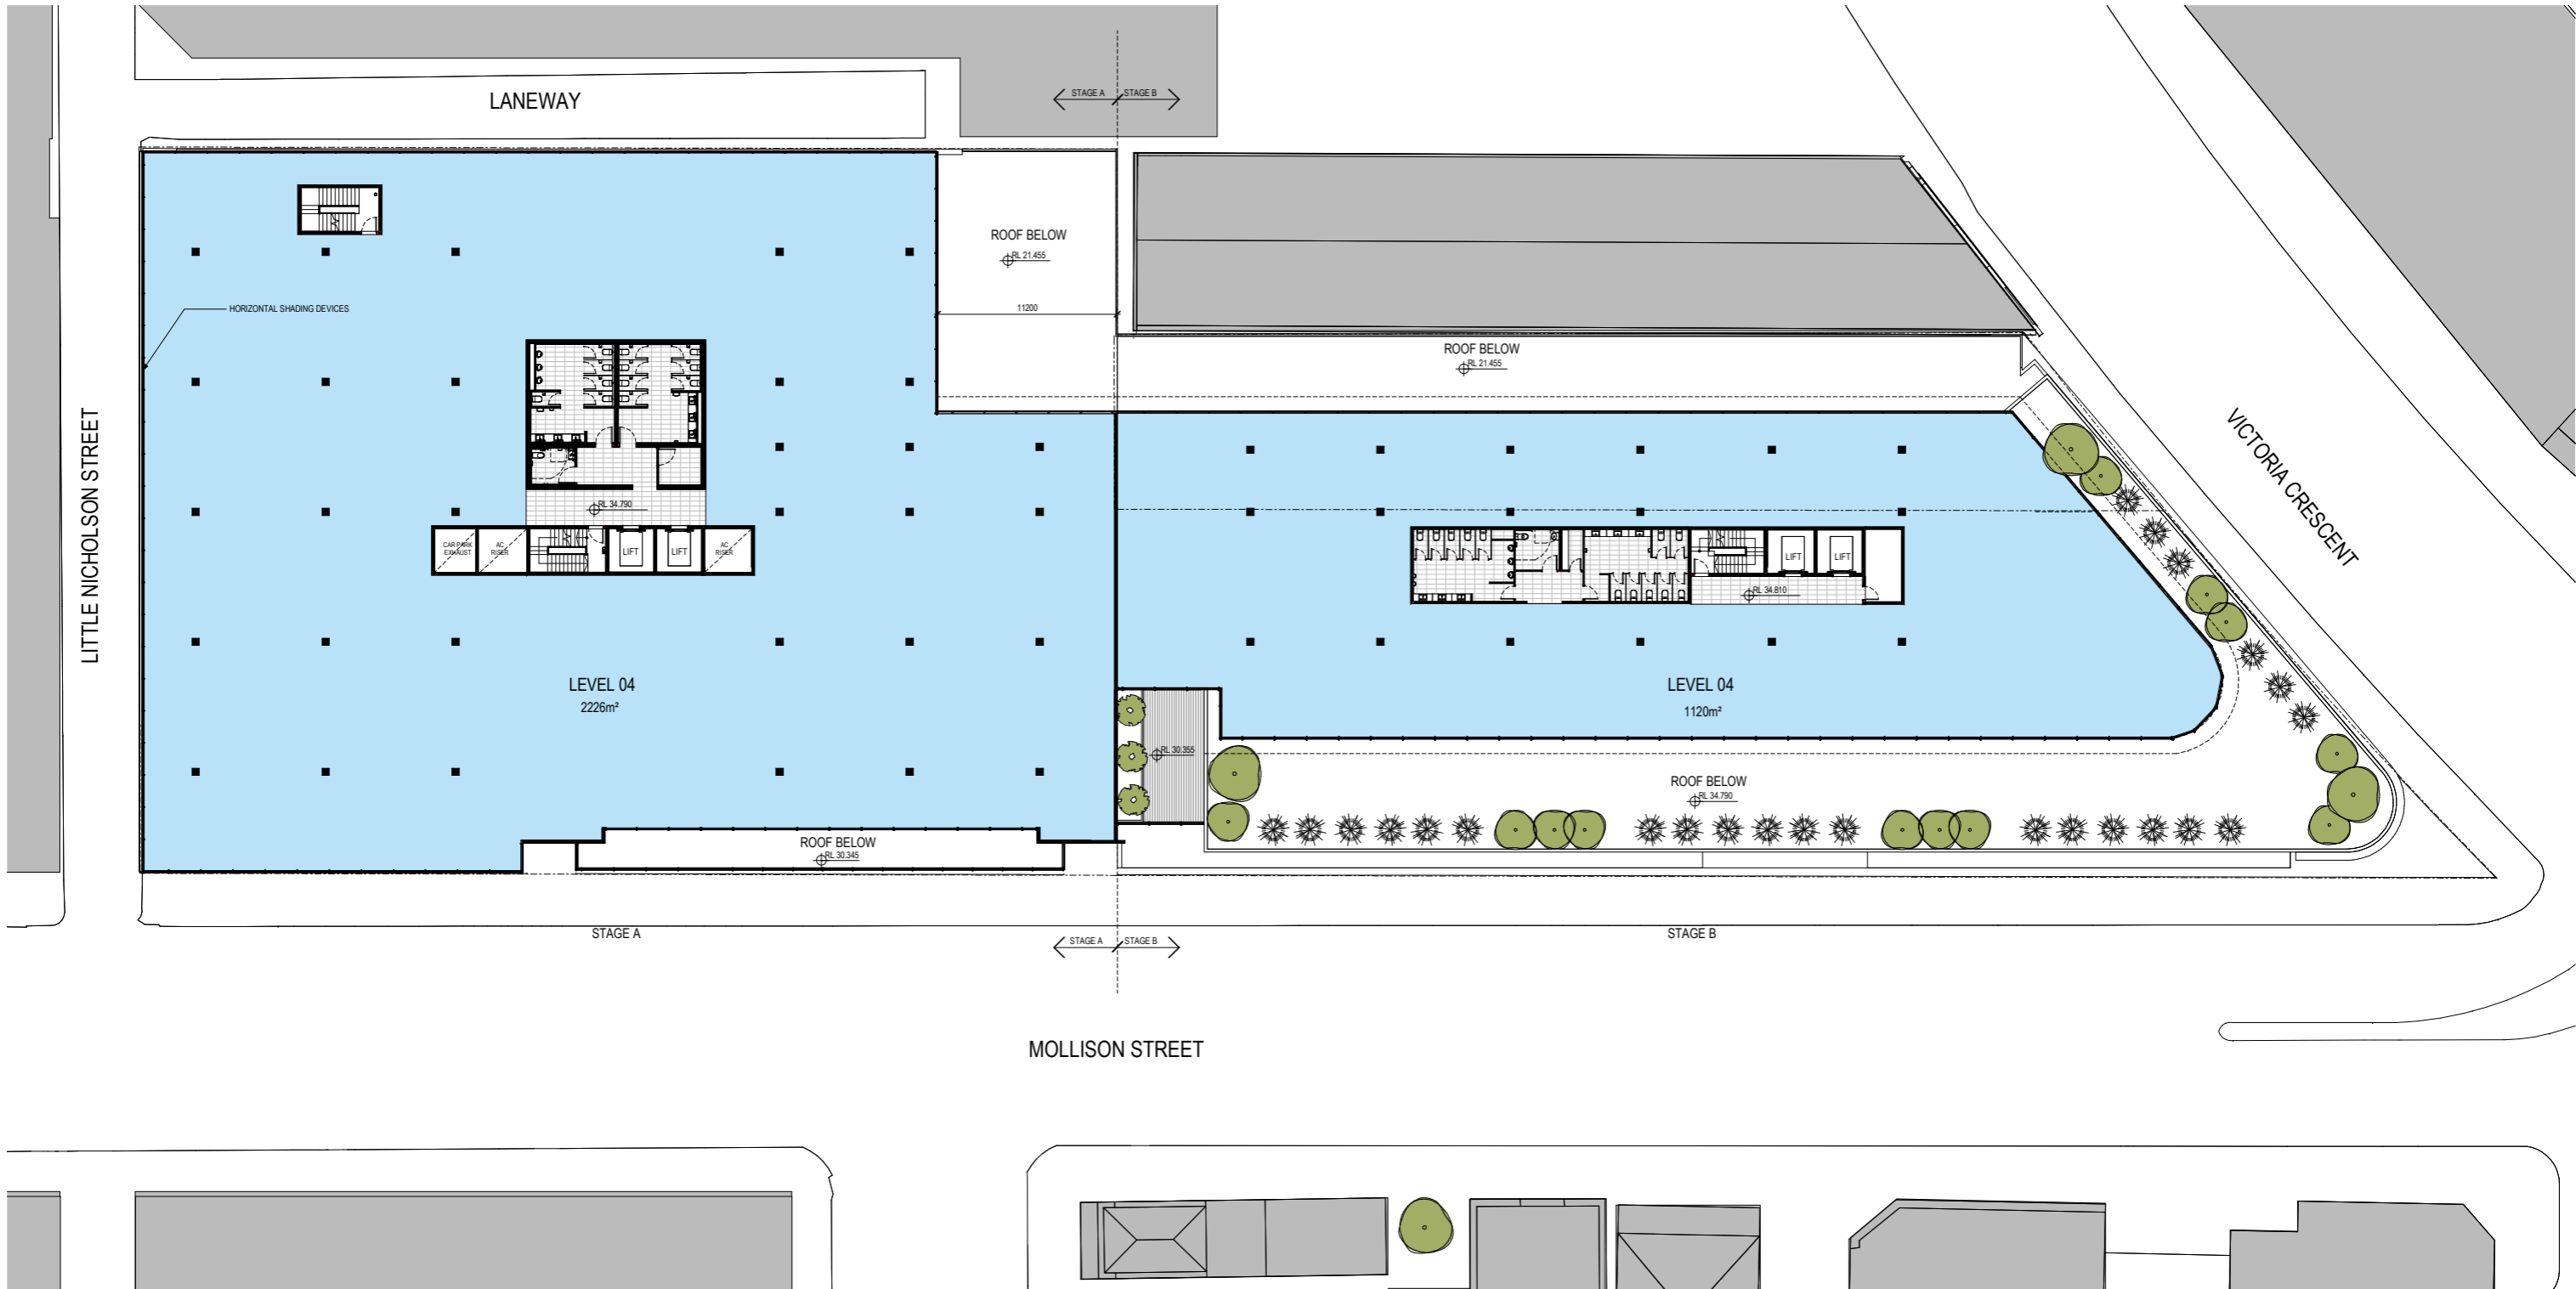 LANEWAY
STAGE A
STAGE B
ROOF BELOW
RL 21.455
HORIZONTAL SHADING DEVICES
11200
ROOF BELOW
RL 21.455
LITTLE NICHOLSON STREET
VICTORIA CRESCENT
RL 34.790
CAR PARK
EXHAUST
AC
RISER
LIFT
LIFT
AC
RISER
LIFT
LIFT
RL 34.810
LEVEL 04
2226m²
LEVEL 04
1120m²
RL 30.355
ROOF BELOW
RL 34.790
ROOF BELOW
RL 30.345
STAGE A
STAGE A
STAGE B
STAGE B
MOLLISON STREET